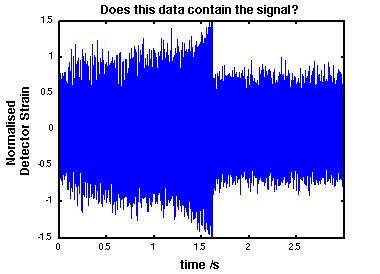 Does this data contain the signal?
1.5
1
0.5
0
-0.5
-1
-1.5
Normalised
Detector Strain
0 0.5 1 1.5 2 2.5
time /s